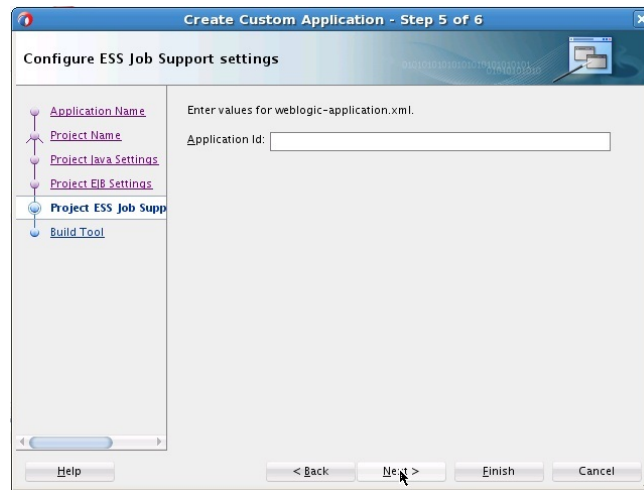 Create Custom Application - Step 5 of 6
Configure ESS Job Support settings
Application Name
Project Name
Project Java Settings
Project EJB Settings
Project ESS Job Supp
Build Tool
Enter values for weblogic-application.xml.
Application Id:
Help
< Back
Next >
Finish
Cancel